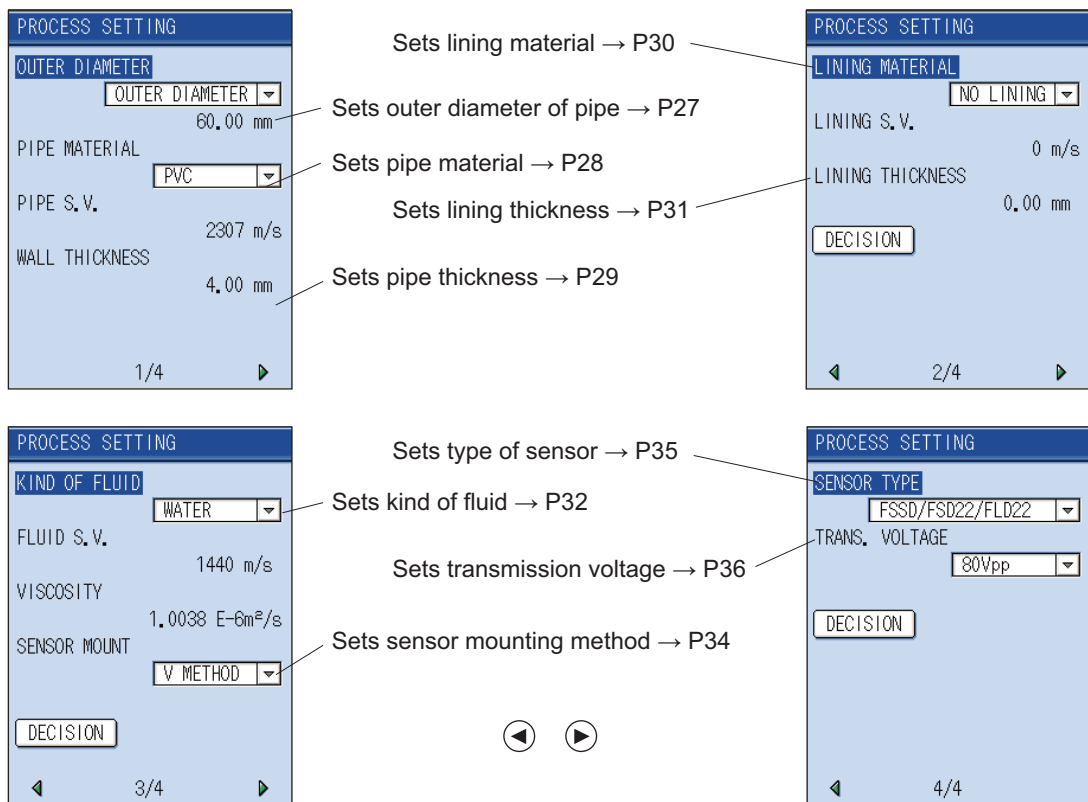 PROCESS SETTING
OUTER DIAMETER
OUTER DIAMETER
60.00 mm
PIPE MATERIAL
PVC
PIPE S.V.
2307 m/s
WALL THICKNESS
4.00 mm
1/4
Sets lining material → P30
Sets outer diameter of pipe → P27
Sets pipe material → P28
Sets lining thickness → P31
Sets pipe thickness → P29
PROCESS SETTING
LINING MATERIAL
NO LINING
LINING S.V.
0 m/s
LINING THICKNESS
0.00 mm
DECISION
2/4
PROCESS SETTING
KIND OF FLUID
WATER
FLUID S.V.
1440 m/s
VISCOSITY
1.0038 E-6m²/s
SENSOR MOUNT
V METHOD
DECISION
3/4
Sets type of sensor → P35
Sets kind of fluid → P32
Sets transmission voltage → P36
Sets sensor mounting method → P34
PROCESS SETTING
SENSOR TYPE
FSSD/FSD22/FLD22
TRANS. VOLTAGE
80Vpp
DECISION
4/4